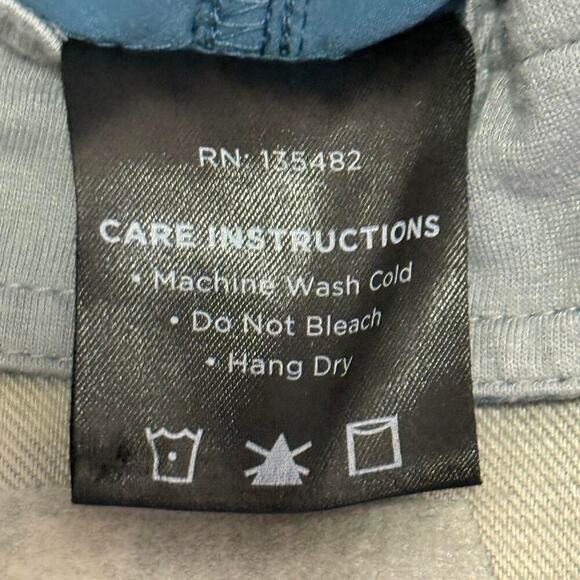 RN: 135482
CARE INSTRUCTIONS
• Machine Wash Cold
• Do Not Bleach
• Hang Dry